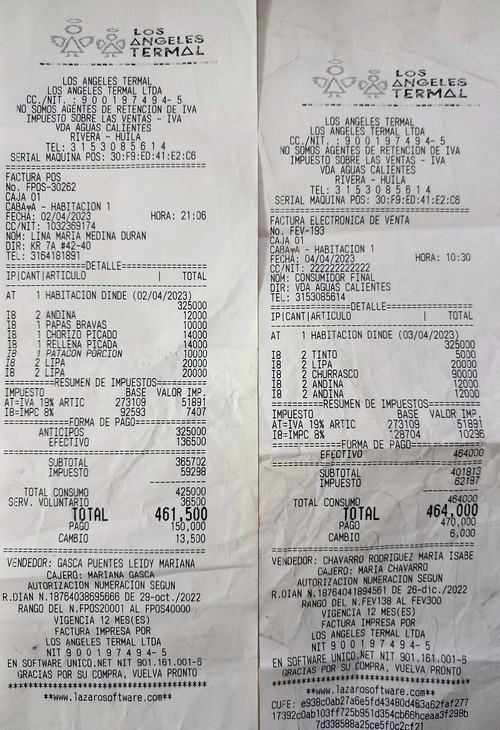 LOS
ANGELES
TERMAL
LOS ANGELES TERMAL
LOS ANGELES TERMAL LTDA
CC./NIT. : 9 0 0 1 9 7 4 9 4 - 5
NO SOMOS AGENTES DE RETENCION DE IVA
IMPUESTO SOBRE LAS VENTAS - IVA
VDA AGUAS CALIENTES
RIVERA - HUILA
TEL: 3 1 5 3 0 8 5 6 1 4
SERIAL MAQUINA POS: 30:F9:ED:41:E2:C6
FACTURA POS
No. FPOS-30262
CAJA 01
CABA¤A - HABITACION 1
FECHA: 02/04/2023 HORA: 21:06
CC/NIT: 1032369174
NOM: LINA MARIA MEDINA DURAN
DIR: KR 7A #42-40
TEL: 3164181891
DETALLE
IP|CANT|ARTICULO | TOTAL
AT 1 HABITACION DINDE (02/04/2023)
325000
I8 2 ANDINA 12000
I8 1 PAPAS BRAVAS 10000
I8 1 CHORIZO PICADO 14000
I8 1 RELLENA PICADA 14000
I8 1 PATACON PORCION 10000
I8 2 LIPA 20000
I8 2 LIPA 20000
RESUMEN DE IMPUESTOS
IMPUESTO BASE VALOR IMP.
AT=IVA 19% ARTIC 273109 51891
I8-IMPC 8% 92593 7407
FORMA DE PAGO
ANTICIPOS 325000
EFECTIVO 136500
SUBTOTAL 365702
IMPUESTO 59298
TOTAL CONSUMO 425000
SERV. VOLUNTARIO 36500
TOTAL 461,500
PAGO 150,000
CAMBIO 13,500
VENDEDOR: GASCA PUENTES LEIDY MARIANA
CAJERO: MARIANA GASCA
AUTORIZACION NUMERACION SEGUN
R.DIAN N.18764038695666 DE 29-oct./2022
RANGO DEL N.FPOS20001 AL FPOS40000
VIGENCIA 12 MES(ES)
FACTURA IMPRESA POR
LOS ANGELES TERMAL LTDA
NIT 9 0 0 1 9 7 4 9 4- 5
EN SOFTWARE UNICO.NET NIT 901.161.001-6
GRACIAS POR SU COMPRA, VUELVA PRONTO
**www.lazarosoftware.com**
LOS
ANGELES
TERMAL
LOS ANGELES TERMAL
LOS ANGELES TERMAL LTDA
CC./NIT. : 9 0 0 1 9 7 4 9 4 - 5
NO SOMOS AGENTES DE RETENCION DE IVA
IMPUESTO SOBRE LAS VENTAS - IVA
VDA AGUAS CALIENTES
RIVERA - HUILA
TEL: 3 1 5 3 0 8 5 6 1 4
SERIAL MAQUINA POS: 30:F9:ED:41:E2:C6
FACTURA ELECTRONICA DE VENTA
No. FEV-193
CAJA 01
CABA¤A - HABITACION 1
FECHA: 04/04/2023 HORA: 10:30
CC/NIT: 222222222222
NOM: CONSUMIDOR FINAL
DIR: VDA AGUAS CALIENTES
TEL: 3153085614
DETALLE
IP|CANT|ARTICULO | TOTAL
AT 1 HABITACION DINDE (03/04/2023)
325000
I8 2 TINTO 5000
I8 2 LIPA 20000
I8 2 CHURRASCO 90000
I8 2 ANDINA 12000
I8 2 ANDINA 12000
RESUMEN DE IMPUESTOS
IMPUESTO BASE VALOR IMP.
AT=IVA 19% ARTIC 273109 51891
I8-IMPC 8% 128704 10296
FORMA DE PAGO
EFECTIVO 464000
SUBTOTAL 401813
IMPUESTO 62187
TOTAL CONSUMO 464000
TOTAL 464,000
PAGO 470,000
CAMBIO 6,000
VENDEDOR: CHAVARRO RODRIGUEZ MARIA ISABE
CAJERO: MARIA CHAVARRO
AUTORIZACION NUMERACION SEGUN
R.DIAN N.18764041894561 DE 26-dic./2022
RANGO DEL N.FEV138 AL FEV300
VIGENCIA 12 MES(ES)
FACTURA IMPRESA POR
LOS ANGELES TERMAL LTDA
NIT 9 0 0 1 9 7 4 9 4- 5
EN SOFTWARE UNICO.NET NIT 901.161.001-6
GRACIAS POR SU COMPRA, VUELVA PRONTO
**www.lazarosoftware.com**
CUFE: